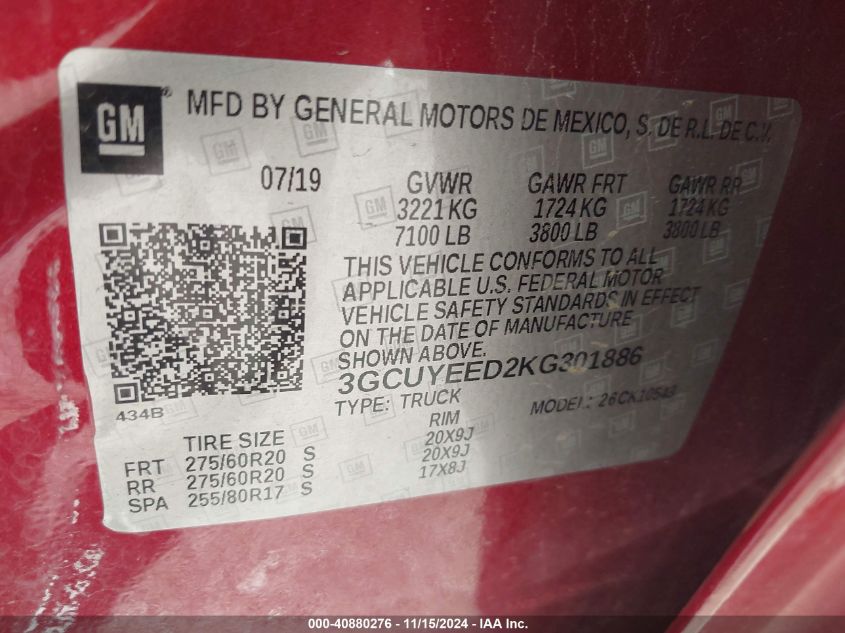 GM ® MFD BY GENERAL MOTORS DE MEXICO, S. DE R.L. DE C.V.
07/19 GVWR GAWR FRT GAWR RR
3221 KG 1724 KG 1724 KG
7100 LB 3800 LB 3800 LB
THIS VEHICLE CONFORMS TO ALL
APPLICABLE U.S. FEDERAL MOTOR
VEHICLE SAFETY STANDARDS IN EFFECT
ON THE DATE OF MANUFACTURE
SHOWN ABOVE.
3GCUYEED2KG301886
434B TYPE: TRUCK MODEL: 26CK10543
TIRE SIZE RIM
FRT 275/60R20 S 20X9J
RR 275/60R20 S 20X9J
SPA 255/80R17 S 17X8J
000-40880276 - 11/15/2024 - IAA Inc.